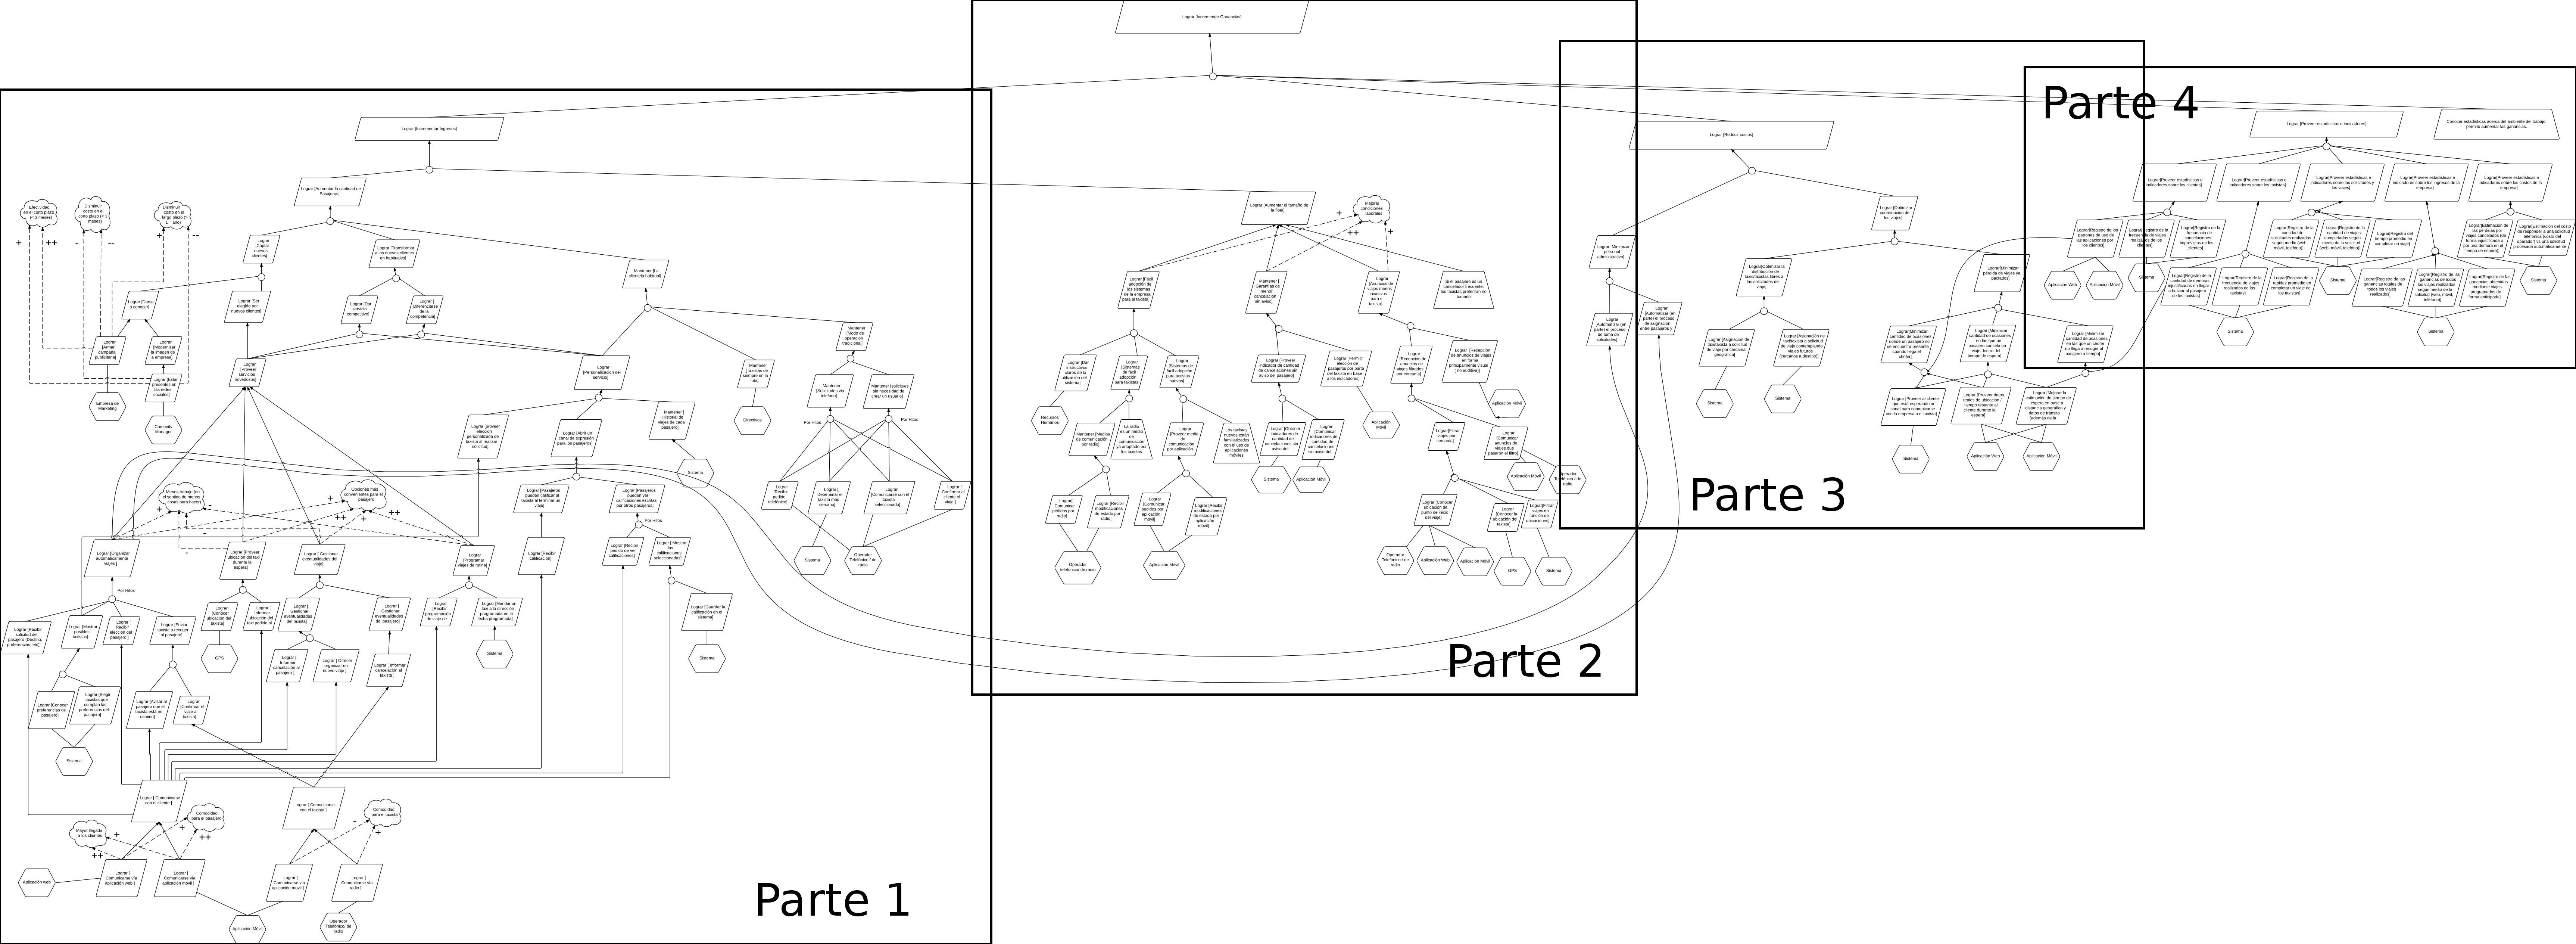 Lograr [Incrementar Ganancias]
Parte 1
Lograr [Incrementar Ingresos]
Lograr [Aumentar la cantidad de
Pasajeros]
Efectividad
en el corto plazo
(< 3 meses)
Disminuir
costo en el
corto plazo (< 3
meses)
Disminuir
costo en el
largo plazo (>
1 año)
+
++
-
--
+
--
Lograr
[Captar
nuevos
clientes]
Lograr [Transformar
a los nuevos clientes
en habituales]
Mantener [La
clientela habitual]
Lograr [Darse
a conocer]
Lograr [Ser
elegido por
nuevos clientes]
Lograr [Dar
servicio
competitivo]
Lograr [
Diferenciarse
de la
competencia]
Mantener
[Modo de
operacion
tradicional]
Lograr
[Armar
campaña
publicitaria]
Lograr
[Modernizar
la imagen de
la empresa]
Lograr
[Proveer
servicios
novedosos]
Lograr
[Personalizacion del
servicio]
Mantener
[Taxistas de
siempre en la
flota]
Mantener
[Solicitudes via
telefono]
Mantener [solicitudes
sin necesidad de
crear un usuario]
Lograr [Estar
presentes en
las redes
sociales]
Empresa de
Marketing
Comunity
Manager
Directivos
Por Hitos
Por Hitos
Lograr [proveer
eleccion
personalizada de
taxista al realizar
solicitud]
Lograr [Abrir un
canal de expresión
para los pasajeros]
Mantener [
Historial de
viajes de cada
pasajero]
Sistema
Lograr
[Recibir
pedido
telefónico]
Lograr [
Determinar el
taxista más
cercano]
Lograr
[Comunicarse con el
taxista
seleccionado]
Lograr [
Confirmar al
cliente el
viaje ]
Menos trabajo (en
el sentido de menos
cosas para hacer)
Opciones más
convenientes para el
pasajero
Lograr [Pasajeros
pueden calificar al
taxista al terminar un
viaje]
Lograr [Pasajeros
pueden ver
calificaciones escritas
por otros pasajeros]
Por Hitos
Lograr [Organizar
automáticamente
viajes ]
Lograr [Proveer
ubicacion del taxi
durante la
espera]
Lograr [ Gestionar
eventualidades del
viaje]
Lograr
[Programar
viajes de rutina]
Lograr [Recibir
calificación]
Lograr [Recibir
pedido de ver
calificaciones]
Lograr [ Mostrar
las
calificaciones
seleccionadas]
Sistema
Operador
Telefónico / de
radio
Por Hitos
Lograr [Recibir
solicitud del
pasajero (Destino,
preferencias, etc)]
Lograr [Mostrar
posibles
taxistas]
Lograr [
Recibir
elección del
pasajero ]
Lograr [Enviar
taxista a recoger
al pasajero]
Lograr
[Conocer
ubicación del
taxista]
Lograr [
Informar
ubicación del
taxi pedido al
Lograr [
Gestionar
eventualidades
del taxista]
Lograr [
Gestionar
eventualidades
del pasajero]
Lograr
[Recibir
programación
de viaje de
Lograr [Mandar un
taxi a la dirección
programada en la
fecha programada]
Lograr [Guardar la
calificación en el
sistema]
GPS
Lograr [
Informar
cancelación al
pasajero ]
Lograr [ Ofrecer
organizar un
nuevo viaje ]
Lograr [ Informar
cancelación al
taxista ]
Sistema
Sistema
Lograr [Conocer
preferencias de
pasajero]
Lograr [Elegir
taxistas que
cumplan las
preferencias del
pasajero]
Lograr [Avisar al
pasajero que el
taxista está en
camino]
Lograr
[Confirmar el
viaje al
taxista]
Sistema
Lograr [ Comunicarse
con el cliente ]
Lograr [ Comunicarse
con el taxista ]
Mayor llegada
a los clientes
Comodidad
para el pasajero
Comodidad
para el taxista
+
++
+
++
-
+
Aplicación web
Lograr [
Comunicarse vía
aplicación web ]
Lograr [
Comunicarse vía
aplicación móvil ]
Lograr [
Comunicarse vía
aplicación movil ]
Lograr [
Comunicarse vía
radio ]
Aplicación Móvil
Operador
Telefónico/ de
radio
Parte 2
Lograr [Aumentar el tamaño de
la flota]
Mejorar
condiciones
laborales
+
++
+
Lograr [Fácil
adopción de
los sistemas
de la empresa
para el taxista]
Mantener [
Garantías de
menor
cancelación
sin aviso]
Lograr
[Anuncios de
viajes menos
invasivos
para el
taxista]
Si el pasajero es un
cancelador frecuente,
los taxistas preferirán no
tomarlo
Lograr [Dar
instructivos
claros de la
utilización del
sistema]
Lograr
[Sistemas
de fácil
adopción
para taxistas
Lograr
[Sistemas de
fácil adopción
para taxistas
nuevos]
Lograr [Proveer
indicador de cantidad
de cancelaciones sin
aviso del pasajero]
Lograr [Permitir
elección de
pasajeros por parte
del taxista en base
a los indicadores]
Lograr
[Recepción de
anuncios de
viajes filtrados
por cercanía]
Lograr [Recepción
de anuncios de viajes
en forma
principalmente visual
( no auditiva)]
Recursos
Humanos
Aplicación Móvil
Mantener [Medios
de comunicación
por radio]
La radio
es un medio
de
comunicación
ya adoptado por
los taxistas
Lograr [Proveer medio
de
comunicación
por aplicación
Los taxistas
nuevos están
familiarizados
con el uso de
aplicaciones
móviles
Lograr [Obtener
indicadores de
cantidad de
cancelaciones sin
aviso del
Lograr
[Comunicar
indicadores de
cantidad de
cancelaciones
sin aviso del
Aplicación
Móvil
Lograr[Filtrar
viajes por
cercanía]
Lograr
[Comunicar
anuncios de
viajes que
pasaron el filtro]
Sistema
Aplicación Móvil
Aplicación Móvil
Operador
Telefónico / de
radio
Lograr[
Comunicar
pedidos por
radio]
Lograr [Recibir
modificaciones
de estado por
radio]
Lograr
[Comunicar
pedidos por
aplicación
móvil]
Lograr [Recibir
modificaciones
de estado por
aplicación
móvil]
Lograr [Conocer
ubicación del
punto de inicio
del viaje]
Lograr
[Conocer la
ubicación del
taxista]
Lograr[Filtrar
viajes en
función de
ubicaciones]
Operador
telefónico/ de radio
Aplicación Móvil
Operador
Telefónico / de
radio
Aplicación Web
Aplicación Móvil
GPS
Sistema
Parte 3
Lograr [Reducir costos]
Lograr [Minimizar
personal
administrativo]
Lograr [Optimizar
coordinación de
viajes]
Lograr
[Automatizar (en
parte) el proceso
de toma de
solicitudes]
Lograr
[Automatizar (en
parte) el proceso
de asignación
entre pasajeros y
Lograr[Optimizar la
distribución de
taxis/taxistas libres a
las solicitudes de
viaje]
Lograr[Minimizar
pérdida de viajes ya
pactados]
Lograr [Asignación de
taxi/taxista a solicitud
de viaje por cercanía
geográfica]
Lograr [Asignación de
taxi/taxista a solicitud
de viaje contemplando
viajes futuros
(cercanos a destino)]
Lograr[Minimizar
cantidad de ocasiones
donde un pasajero no
se encuentra presente
cuando llega el
chofer]
Lograr [Minimizar
cantidad de ocasiones
en las que un
pasajero cancela un
viaje dentro del
tiempo de espera]
Lograr [Minimizar
cantidad de ocasiones
en las que un chofer
no llega a recoger al
pasajero a tiempo]
Sistema
Sistema
Lograr [Proveer al cliente
que está esperando un
canal para comunicarse
con la empresa o el taxista]
Lograr [Proveer datos
reales de ubicación /
tiempo restante al
cliente durante la
espera]
Lograr [Mejorar la
estimación de tiempo de
espera en base a
distancia geográfica y
datos de tránsito
(además de la
Sistema
Aplicación Web
Aplicación Móvil
Parte 4
Lograr [Proveer estadísticas e indicadores]
Conocer estadísticas acerca del ambiente del trabajo,
permite aumentar las ganancias.
Lograr[Proveer estadísticas e
indicadores sobre los clientes]
Lograr[Proveer estadísticas e
indicadores sobre los taxistas]
Lograr[Proveer estadísticas e
indicadores sobre las solicitudes y
los viajes]
Lograr[Proveer estadísticas e
indicadores sobre los ingresos de la
empresa]
Lograr[Proveer estadísticas e
indicadores sobre los costos de la
empresa]
Lograr[Registro de los
patrones de uso de
las aplicaciones por
los clientes]
Lograr[Registro de la
frecuencia de viajes
realizados de los
clientes]
Lograr[Registro de la
frecuencia de
cancelaciones
imprevistas de los
clientes]
Lograr[Registro de la
cantidad de
solicitudes realizadas
según medio (web,
móvil, telefono)]
Lograr[Registro de la
cantidad de viajes
completados según
medio de la solicitud
(web, móvil, telefono)]
Lograr[Registro del
tiempo promedio en
completar un viaje]
Lograr[Estimación de
las pérdidas por
viajes cancelados (de
forma injustificada o
por una demora en el
tiempo de espera)]
Lograr[Estimación del costo
de responder a una solicitud
telefónica (costo del
operador) vs una solicitud
procesada automáticamente
Aplicación Web
Aplicación Móvil
Sistema
Lograr[Registro de la
cantidad de demoras
injustificadas en llegar
a buscar al pasajero
de los taxistas]
Lograr[Registro de la
frecuencia de viajes
realizados de los
taxistas]
Lograr[Registro de la
rapidez promedio en
completar un viaje de
los taxistas]
Sistema
Lograr[Registro de las
ganancias totales de
todos los viajes
realizados]
Lograr[Registro de las
ganancias de todos
los viajes realizados
según medio de la
solicitud (web, móvil,
telefono)]
Lograr[Registro de las
ganancias obtenidas
mediante viajes
programados de
forma anticipada]
Sistema
Sistema
Sistema